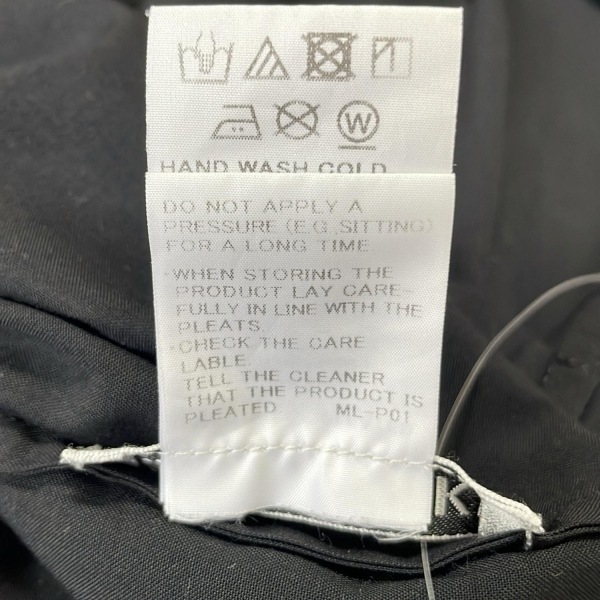 W
HAND WASH COLD
DO NOT APPLY A
PRESSURE (E.G.,SITTING)
FOR A LONG TIME.
·WHEN STORING THE
PRODUCT LAY CARE-
FULLY IN LINE WITH THE
PLEATS.
·CHECK THE CARE
LABLE.
TELL THE CLEANER
THAT THE PRODUCT IS
PLEATED ML-P01
K